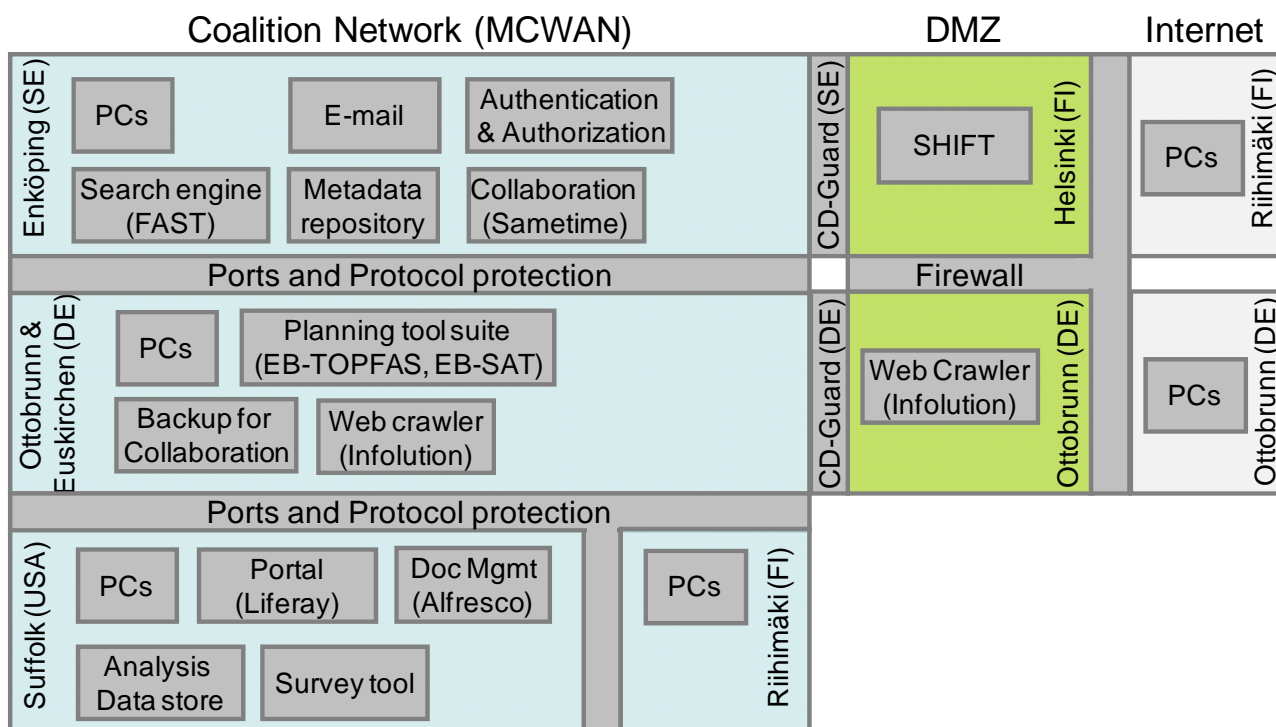 Coalition Network (MCWAN)
DMZ
Internet
Enköping (SE)
PCs
E-mail
Authentication
& Authorization
Search engine
(FAST)
Metadata
repository
Collaboration
(Sametime)
CD-Guard (SE)
SHIFT
Helsinki (FI)
PCs
Riihimäki (FI)
Ports and Protocol protection
Firewall
Ottobrunn &
Euskirchen (DE)
PCs
Planning tool suite
(EB-TOPFAS, EB-SAT)
Backup for
Collaboration
Web crawler
(Infolution)
CD-Guard (DE)
Web Crawler
(Infolution)
Ottobrunn (DE)
PCs
Ottobrunn (DE)
Ports and Protocol protection
Suffolk (USA)
PCs
Portal
(Liferay)
Doc Mgmt
(Alfresco)
Analysis
Data store
Survey tool
PCs
Riihimäki (FI)